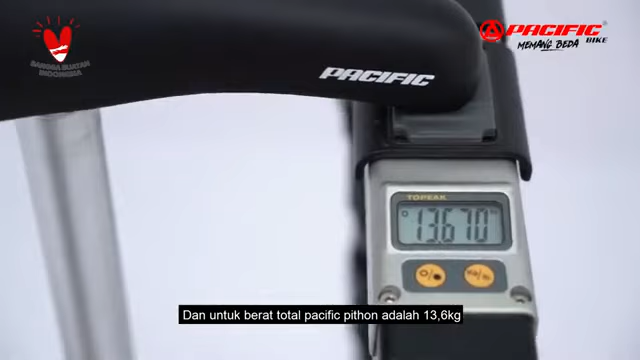 BANGGA BUATAN
INDONESIA
PACIFIC
BIKE
MEMANG BEDA
PACIFIC
TOPEAK
13.670
Dan untuk berat total pacific pithon adalah 13,6kg